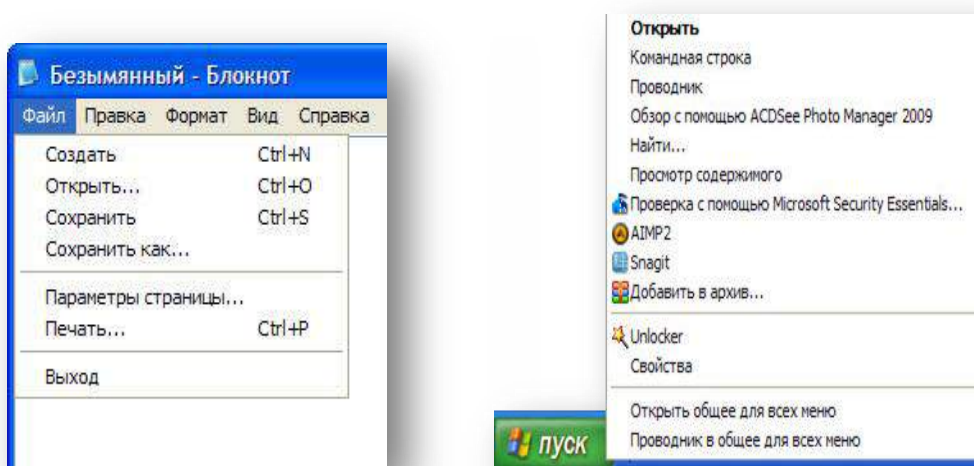 Безымянный - Блокнот
Файл Правка Формат Вид Справка
Создать Ctrl+N
Открыть... Ctrl+O
Сохранить Ctrl+S
Сохранить как...
Параметры страницы...
Печать... Ctrl+P
Выход
Открыть
Командная строка
Проводник
Обзор с помощью ACDSee Photo Manager 2009
Найти...
Просмотр содержимого
Проверка с помощью Microsoft Security Essentials...
AIMP2
Snagit
Добавить в архив...
Unlocker
Свойства
Открыть общее для всех меню
Проводник в общее для всех меню
пуск